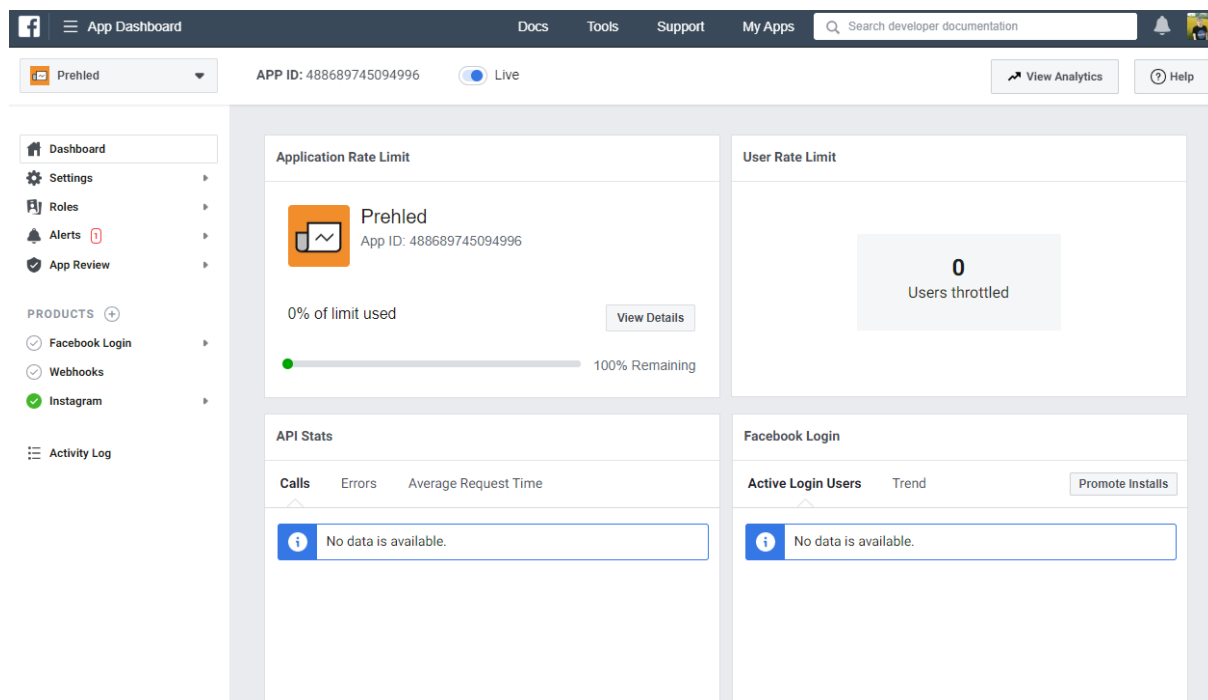 App Dashboard Docs Tools Support My Apps Search developer documentation
Prehled APP ID: 488689745094996 Live View Analytics Help
Dashboard
Settings
Roles
Alerts 1
App Review
PRODUCTS
Facebook Login
Webhooks
Instagram
Activity Log
Application Rate Limit
Prehled
App ID: 488689745094996
0% of limit used View Details
100% Remaining
User Rate Limit
0
Users throttled
API Stats
Calls Errors Average Request Time
No data is available.
Facebook Login
Active Login Users Trend Promote Installs
No data is available.